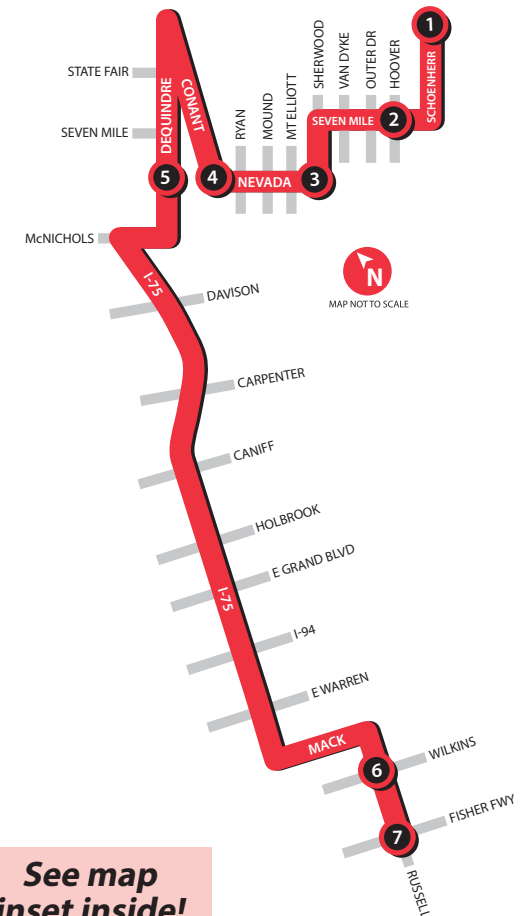 1
SCHOENHERR
SHERWOOD
VAN DYKE
OUTER DR
HOOVER
SEVEN MILE
2
STATE FAIR
SEVEN MILE
DEQUINDRE
CONANT
RYAN
MOUND
MT ELLIOTT
5
4
NEVADA
3
McNICHOLS
I-75
N
MAP NOT TO SCALE
DAVISON
CARPENTER
CANIFF
HOLBROOK
E GRAND BLVD
I-75
I-94
E WARREN
MACK
WILKINS
6
FISHER FWY
7
RUSSELL
See map
inset inside!